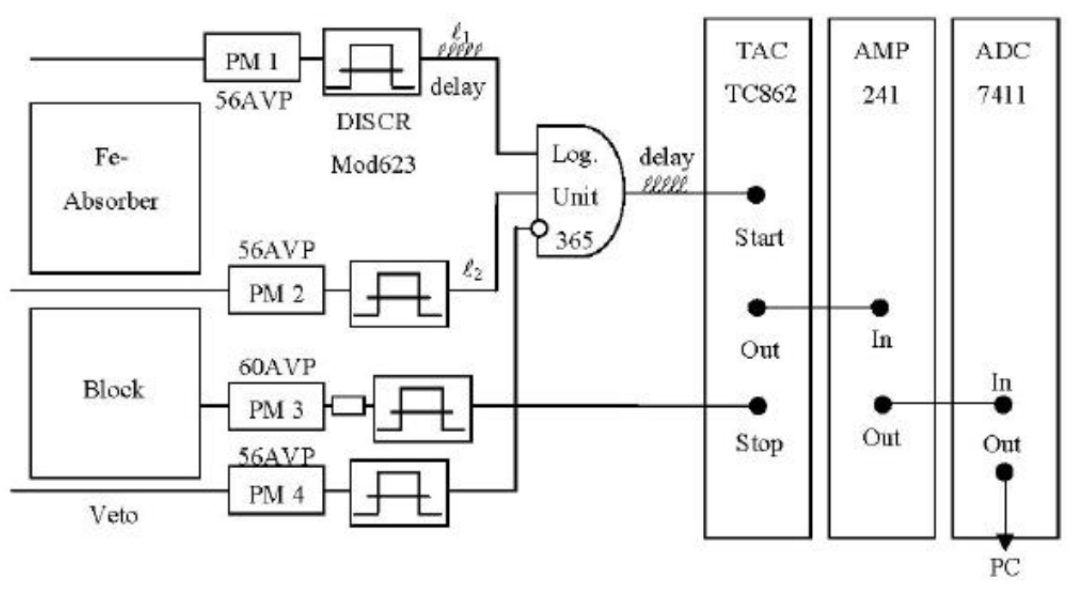 PM 1
56AVP
DISCR
Mod623
ℓ1
delay
Fe-
Absorber
56AVP
PM 2
ℓ2
Log.
Unit
365
delay
Block
60AVP
PM 3
56AVP
PM 4
Veto
TAC
TC862
Start
Out
Stop
AMP
241
In
Out
ADC
7411
In
Out
PC